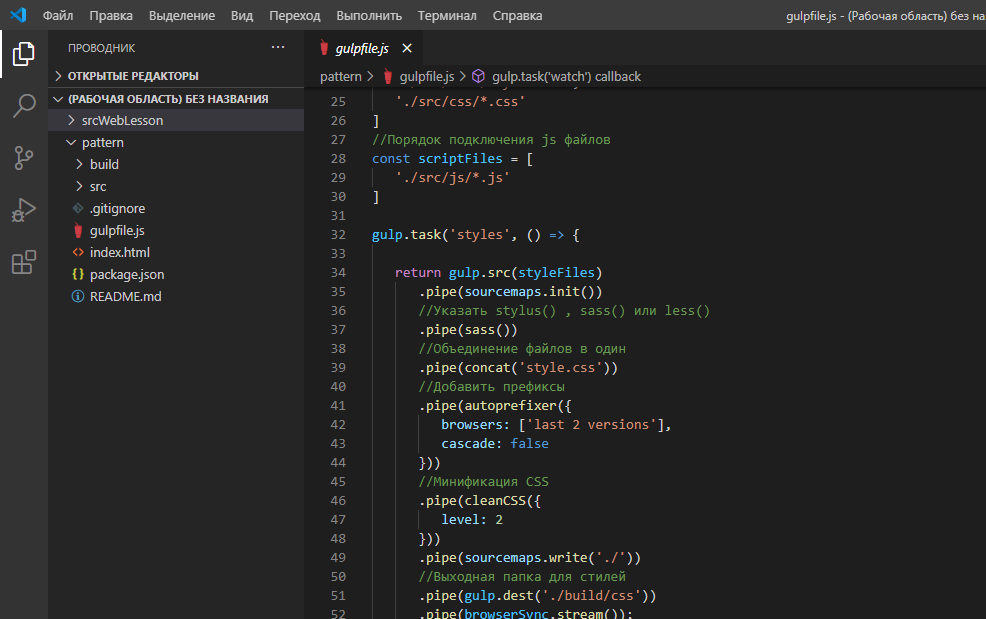 Файл Правка Выделение Вид Переход Выполнить Терминал Справка gulpfile.js - (Рабочая область) без на
ПРОВОДНИК ...
ОТКРЫТЫЕ РЕДАКТОРЫ
(РАБОЧАЯ ОБЛАСТЬ) БЕЗ НАЗВАНИЯ
srcWebLesson
pattern
build
src
.gitignore
gulpfile.js
index.html
package.json
README.md
gulpfile.js
pattern > gulpfile.js > gulp.task('watch') callback
25 './src/css/*.css'
26 ]
27 //Порядок подключения js файлов
28 const scriptFiles = [
29 './src/js/*.js'
30 ]
31
32 gulp.task('styles', () => {
33
34 return gulp.src(styleFiles)
35 .pipe(sourcemaps.init())
36 //Указать stylus() , sass() или less()
37 .pipe(sass())
38 //Объединение файлов в один
39 .pipe(concat('style.css'))
40 //Добавить префиксы
41 .pipe(autoprefixer({
42 browsers: ['last 2 versions'],
43 cascade: false
44 }))
45 //Минификация CSS
46 .pipe(cleanCSS({
47 level: 2
48 }))
49 .pipe(sourcemaps.write('./'))
50 //Выходная папка для стилей
51 .pipe(gulp.dest('./build/css'))
52 .pipe(browserSync.stream());